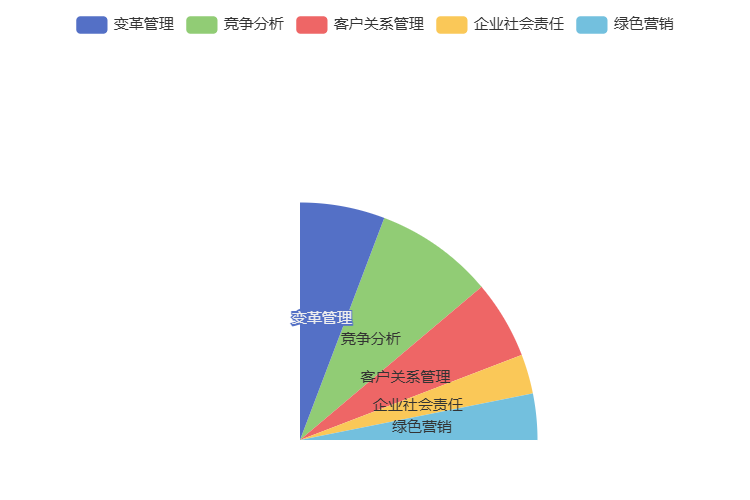 变革管理 竞争分析 客户关系管理 企业社会责任 绿色营销
变革管理
竞争分析
客户关系管理
企业社会责任
绿色营销